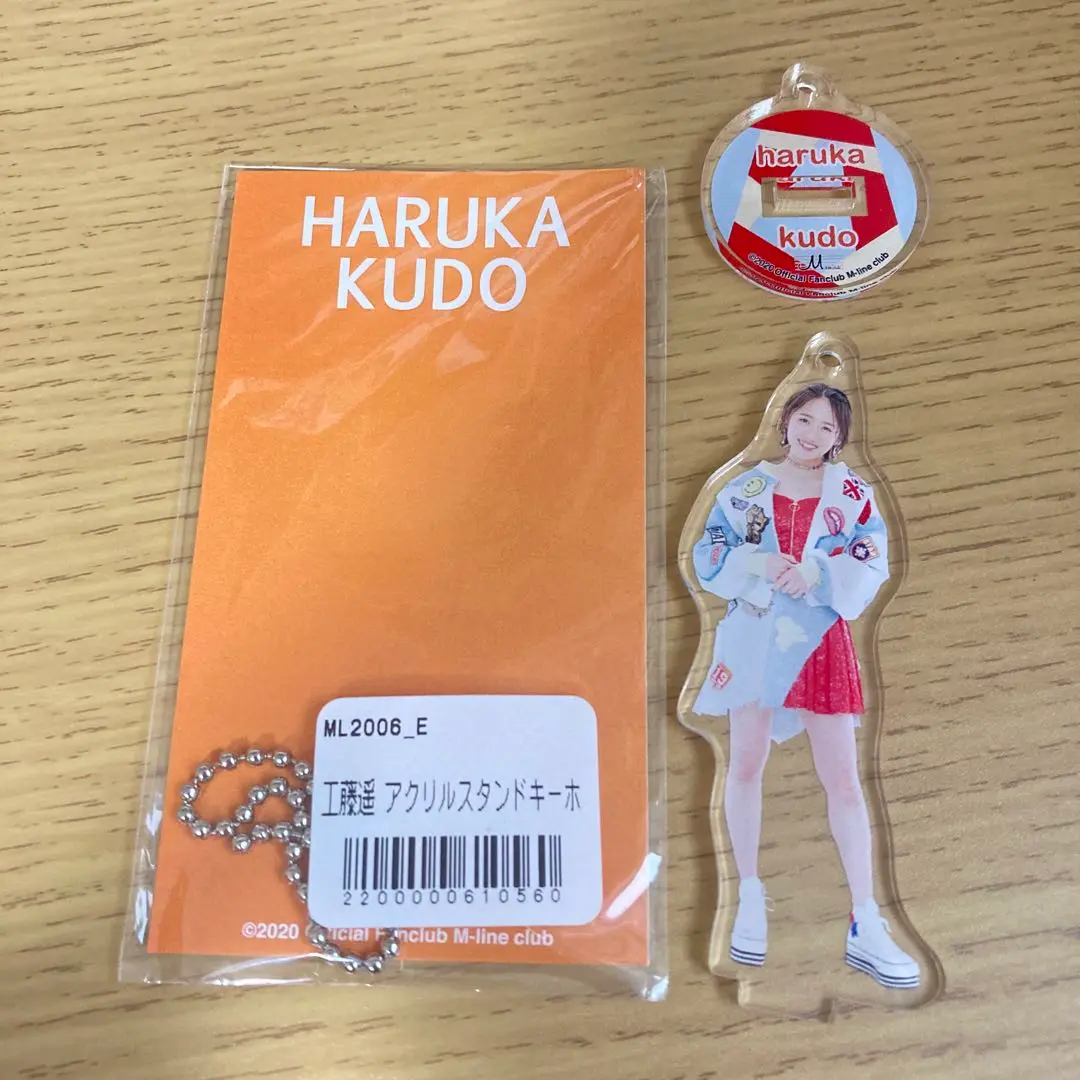 HARUKA
KUDO
ML2006_E
工藤遥 アクリルスタンドキーホ
2200000610560
©2020 Official Fanclub M-line club
haruka
kudo
©2020 Official Fanclub M-line club